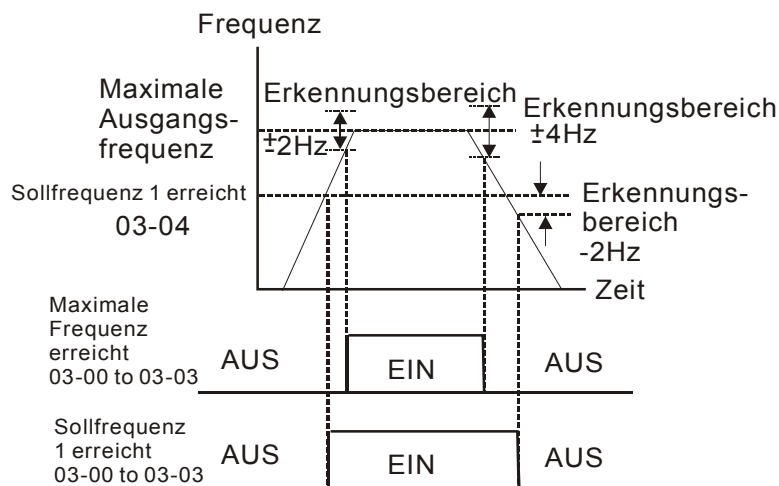 Frequenz
Maximale
Ausgangs-
frequenz
Erkennungsbereich
±2Hz
Erkennungsbereich
±4Hz
Sollfrequenz 1 erreicht
03-04
Erkennungs-
bereich
-2Hz
Zeit
Maximale
Frequenz
erreicht
03-00 to 03-03
AUS
EIN
AUS
Sollfrequenz
1 erreicht
03-00 to 03-03
AUS
EIN
AUS